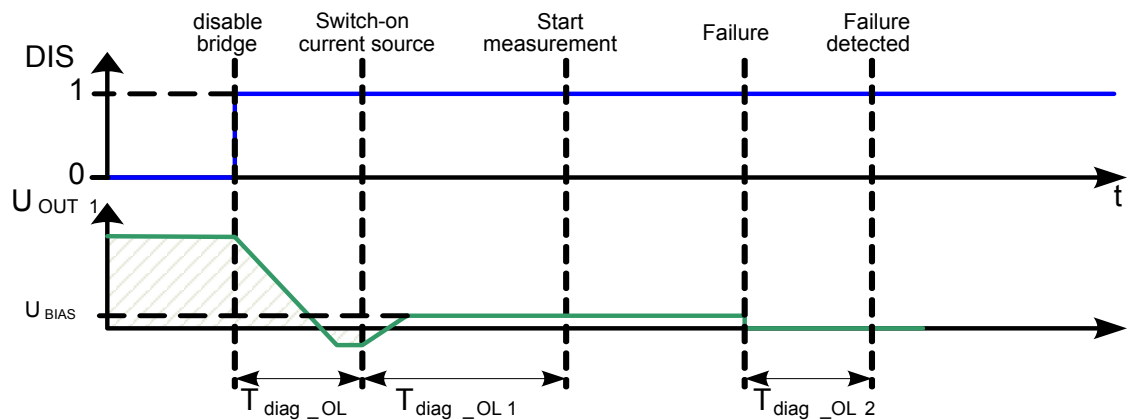 disable
bridge
Switch-on
current source
Start
measurement
Failure
Failure
detected
DIS
1
0
t
U OUT 1
U BIAS
T diag _OL
T diag _OL 1
T diag _OL 2